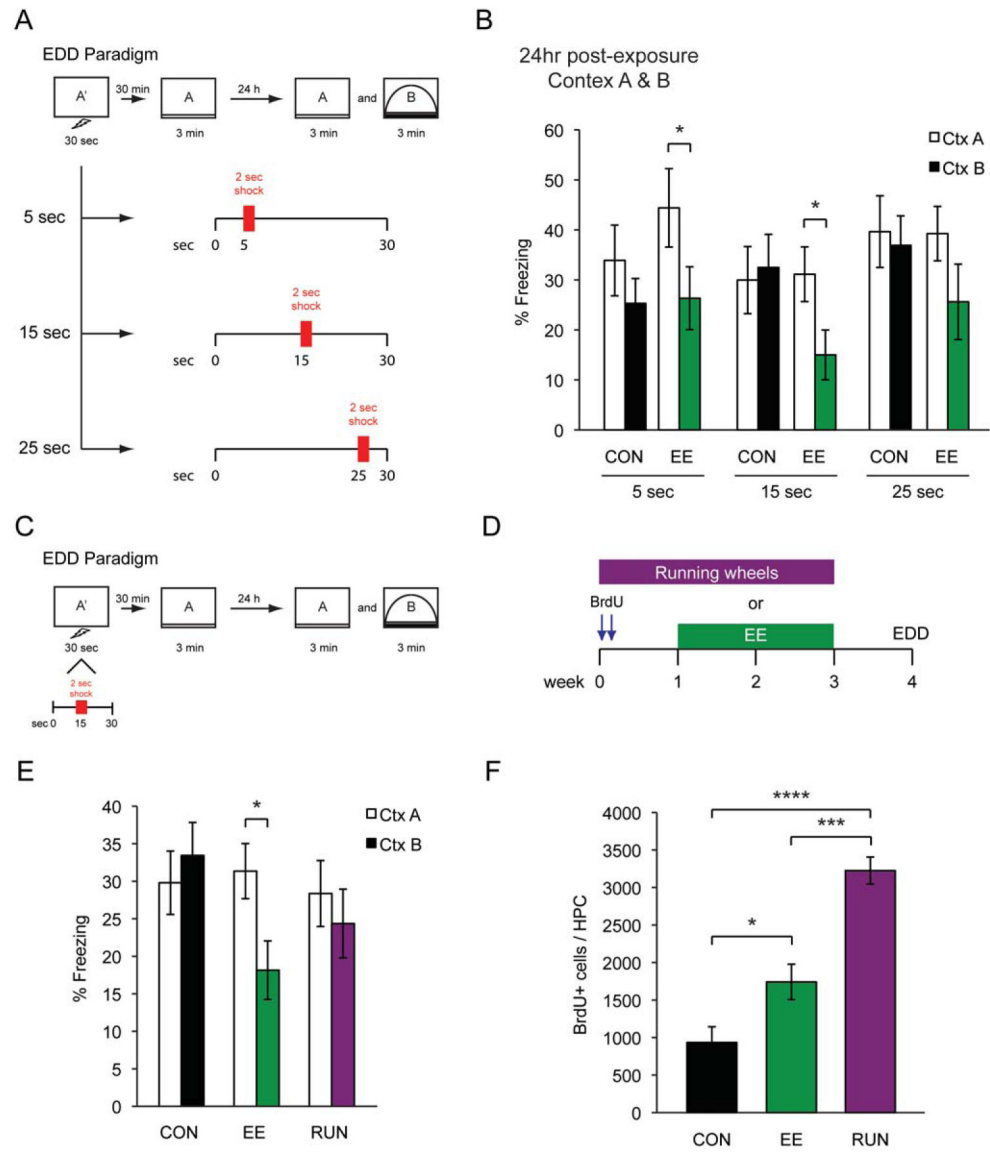 A
EDD Paradigm
A'
30 min
A
24 h
A
and
B
30 sec
3 min
3 min
3 min
5 sec
2 sec
shock
sec
0
5
30
15 sec
2 sec
shock
sec
0
15
30
25 sec
2 sec
shock
sec
0
25
30
B
24hr post-exposure
Contex A & B
% Freezing
60
50
40
30
20
10
0
*
*
Ctx A
Ctx B
CON
EE
CON
EE
CON
EE
5 sec
15 sec
25 sec
C
EDD Paradigm
A'
30 min
A
24 h
A
and
B
30 sec
3 min
3 min
3 min
2 sec
shock
sec 0
15
30
D
Running wheels
BrdU
or
EE
EDD
week
0
1
2
3
4
E
% Freezing
40
35
30
25
20
15
10
5
0
*
Ctx A
Ctx B
CON
EE
RUN
F
BrdU+ cells / HPC
4000
3500
3000
2500
2000
1500
1000
500
0
****
***
*
CON
EE
RUN